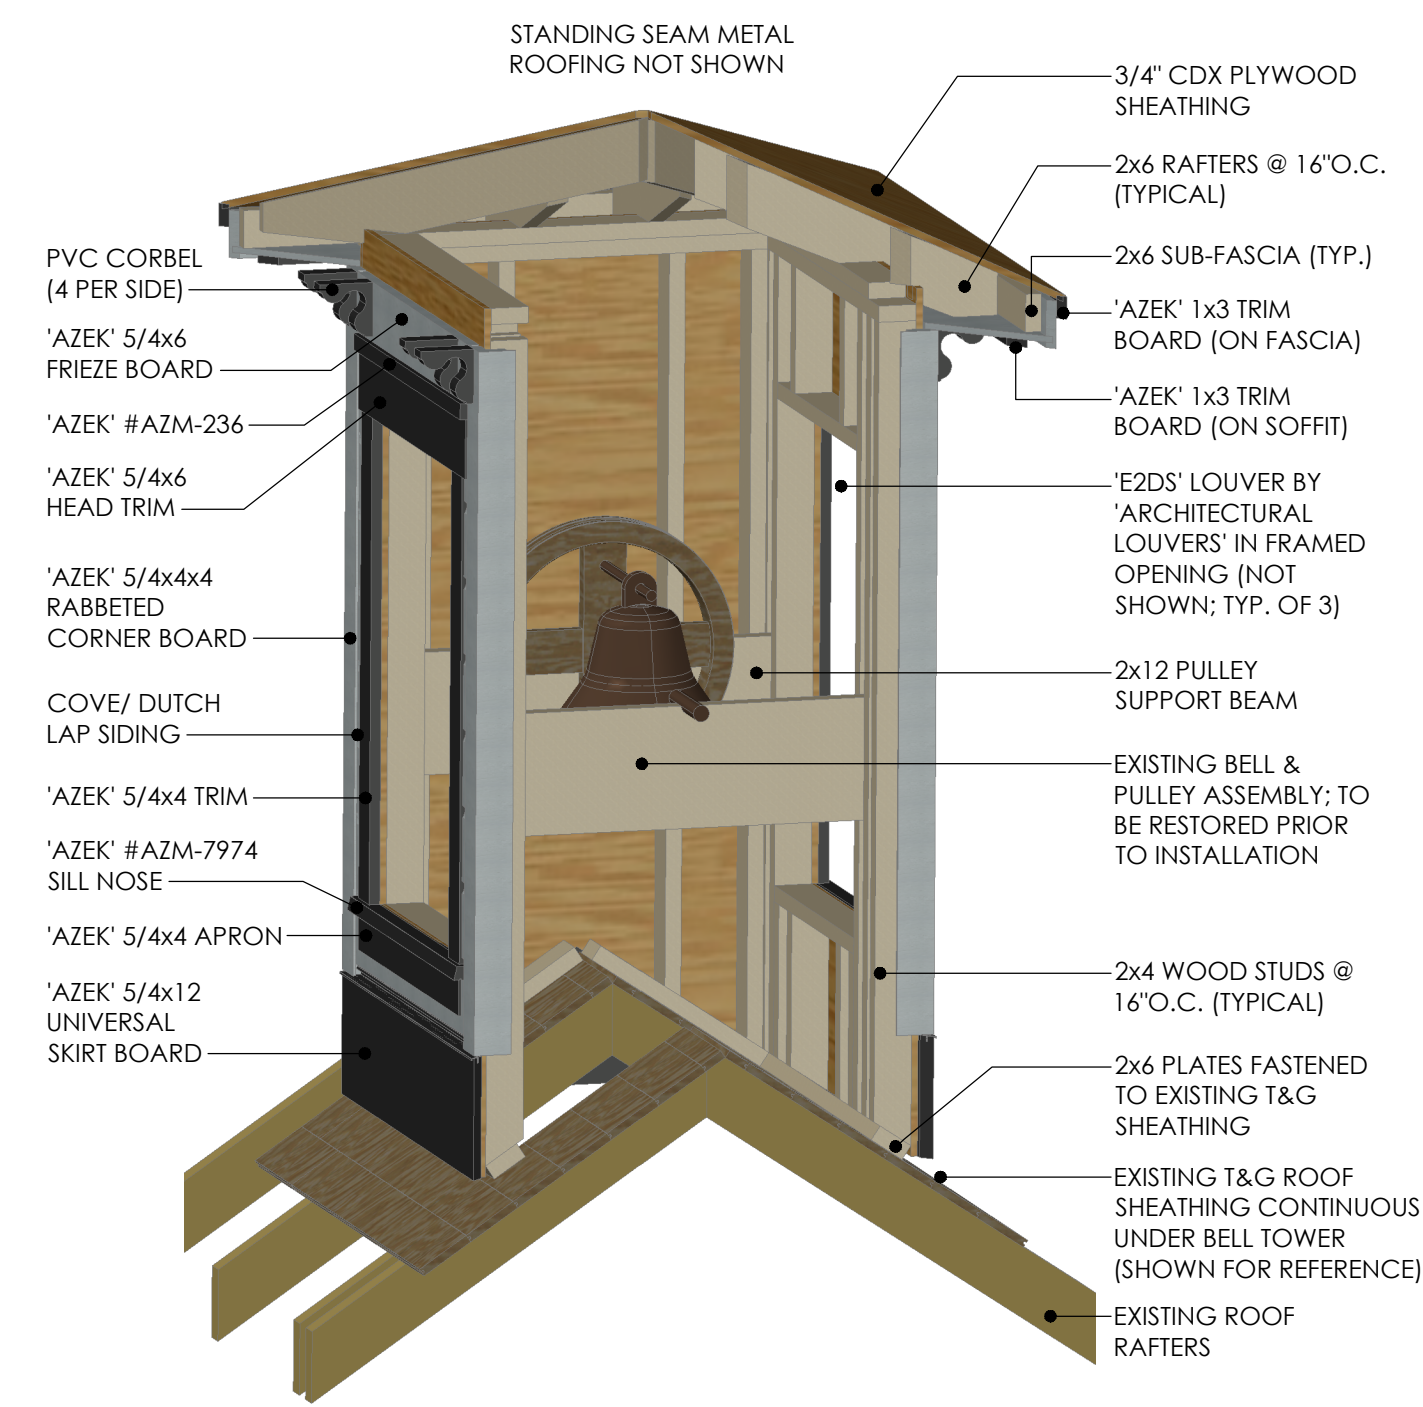 STANDING SEAM METAL
ROOFING NOT SHOWN
PVC CORBEL
(4 PER SIDE)
'AZEK' 5/4x6
FRIEZE BOARD
'AZEK' #AZM-236
'AZEK' 5/4x6
HEAD TRIM
'AZEK' 5/4x4x4
RABBETED
CORNER BOARD
COVE/ DUTCH
LAP SIDING
'AZEK' 5/4x4 TRIM
'AZEK' #AZM-7974
SILL NOSE
'AZEK' 5/4x4 APRON
'AZEK' 5/4x12
UNIVERSAL
SKIRT BOARD
3/4" CDX PLYWOOD
SHEATHING
2x6 RAFTERS @ 16"O.C.
(TYPICAL)
2x6 SUB-FASCIA (TYP.)
'AZEK' 1x3 TRIM
BOARD (ON FASCIA)
'AZEK' 1x3 TRIM
BOARD (ON SOFFIT)
'E2DS' LOUVER BY
'ARCHITECTURAL
LOUVERS' IN FRAMED
OPENING (NOT
SHOWN; TYP. OF 3)
2x12 PULLEY
SUPPORT BEAM
EXISTING BELL &
PULLEY ASSEMBLY; TO
BE RESTORED PRIOR
TO INSTALLATION
2x4 WOOD STUDS @
16"O.C. (TYPICAL)
2x6 PLATES FASTENED
TO EXISTING T&G
SHEATHING
EXISTING T&G ROOF
SHEATHING CONTINUOUS
UNDER BELL TOWER
(SHOWN FOR REFERENCE)
EXISTING ROOF
RAFTERS